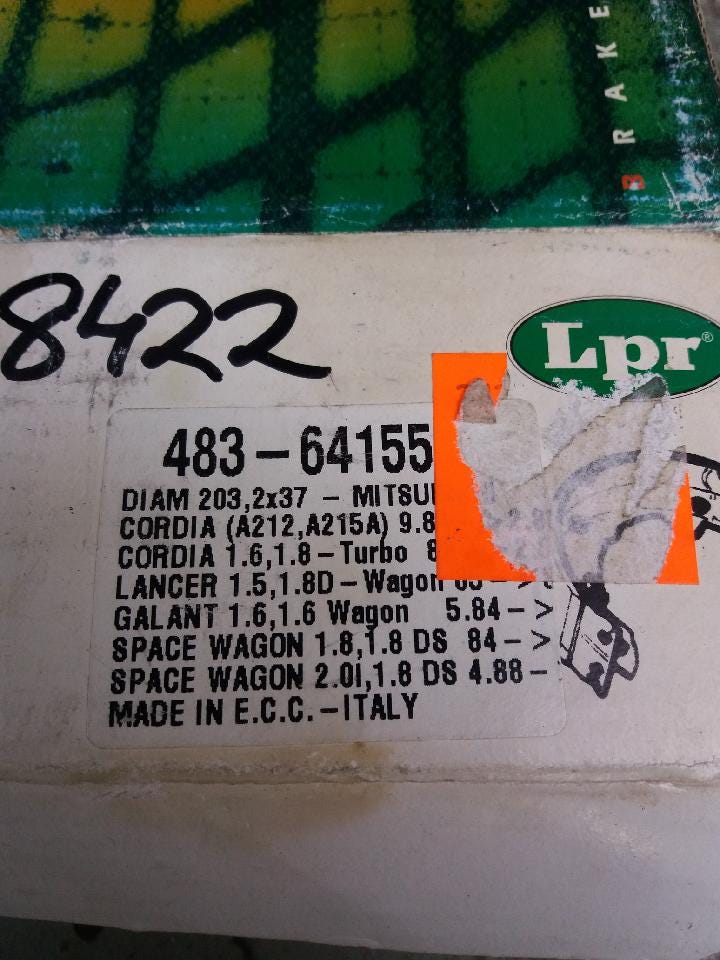 BRAKE
8422
Lpr®
483-64155
DIAM 203,2x37 - MITSU
CORDIA (A212,A215A) 9.8
CORDIA 1.6,1.8-Turbo 8
LANCER 1.5,1.8D-Wagon ->
GALANT 1.6,1.6 Wagon 5.84->
SPACE WAGON 1.8,1.8 DS 84->
SPACE WAGON 2.0I,1.8 DS 4.88-
MADE IN E.C.C.-ITALY